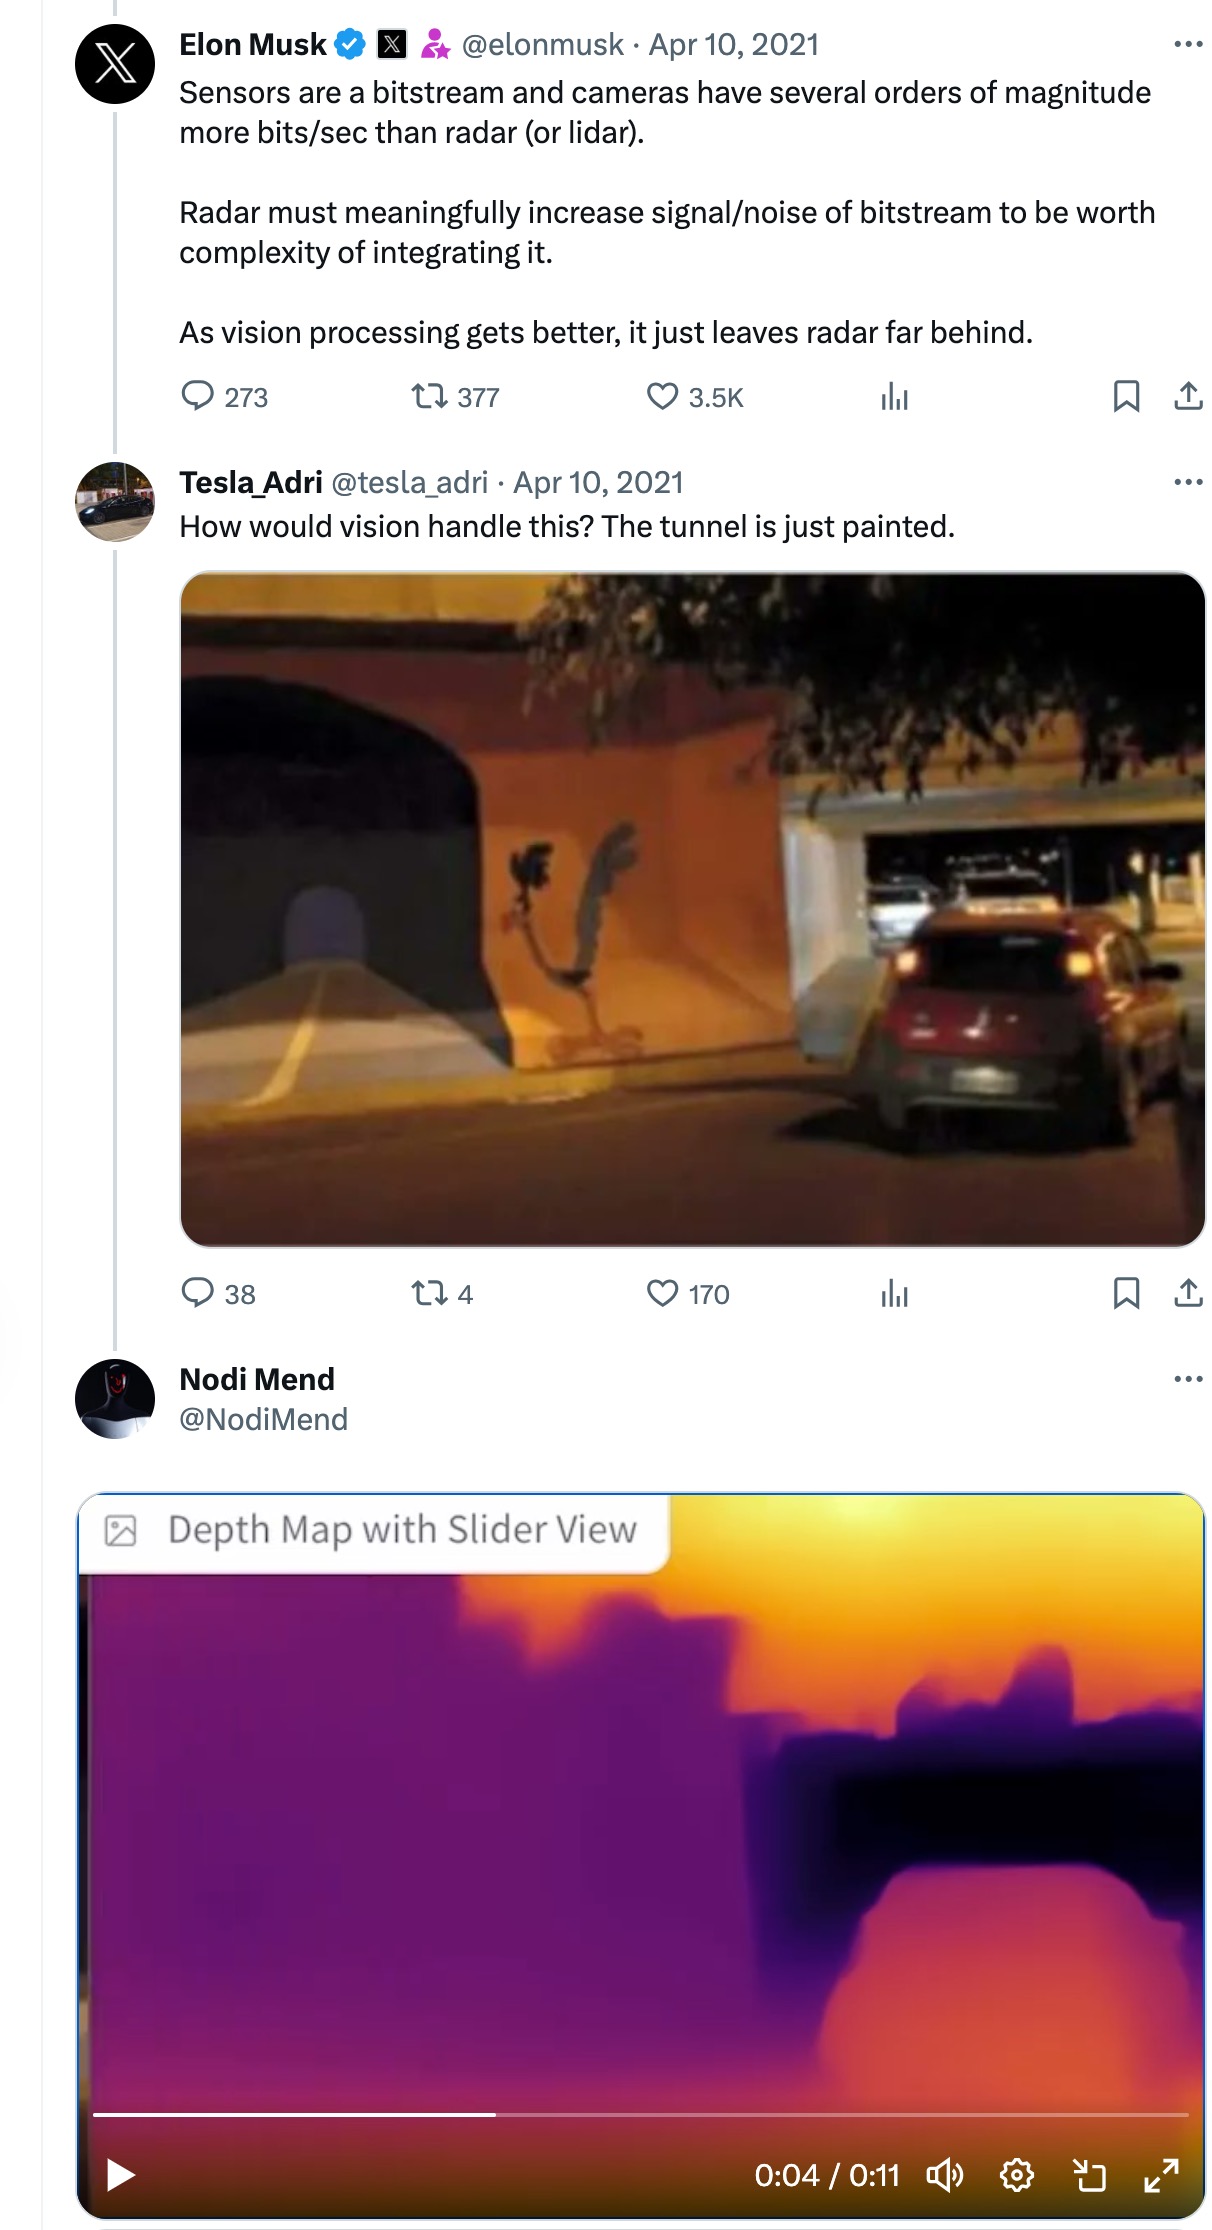 Elon Musk @elonmusk · Apr 10, 2021
Sensors are a bitstream and cameras have several orders of magnitude
more bits/sec than radar (or lidar).
Radar must meaningfully increase signal/noise of bitstream to be worth
complexity of integrating it.
As vision processing gets better, it just leaves radar far behind.
273 377 3.5K
Tesla_Adri @tesla_adri · Apr 10, 2021
How would vision handle this? The tunnel is just painted.
38 4 170
Nodi Mend
@NodiMend
Depth Map with Slider View
0:04 / 0:11